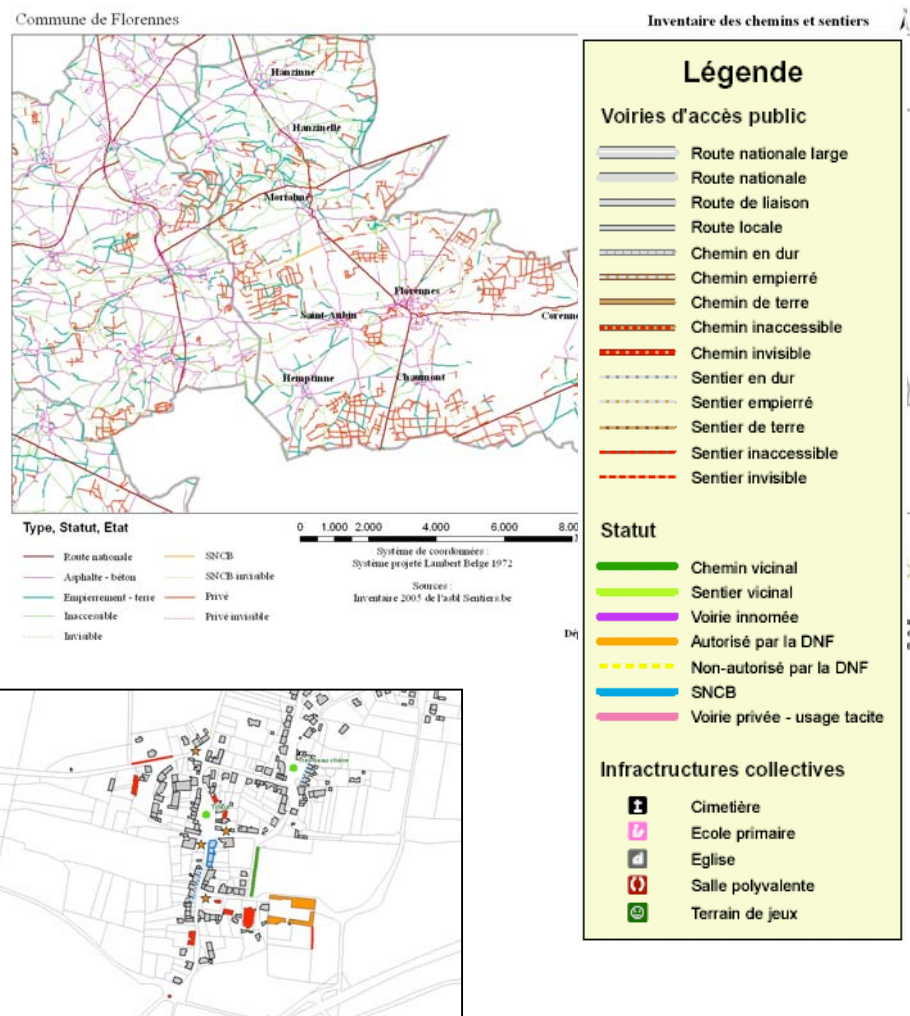 Commune de Florennes
Inventaire des chemins et sentiers
Hanzinne
Hanzinelle
Morialmé
Florennes
Saint-Aubin
Corenne
Hemptinne
Chaumont
Type, Statut, Etat
Route nationale
Asphalte - béton
Empierrement - terre
Inaccessible
Invisible
SNCB
SNCB invisible
Privé
Privé invisible
0 1.000 2.000 4.000 6.000 8.00
Système de coordonnées :
Système projeté Lambert Belge 1972
Sources :
Inventaire 2005 de l'asbl Sentiers.be
Dép
Légende
Voiries d'accès public
Route nationale large
Route nationale
Route de liaison
Route locale
Chemin en dur
Chemin empierré
Chemin de terre
Chemin inaccessible
Chemin invisible
Sentier en dur
Sentier empierré
Sentier de terre
Sentier inaccessible
Sentier invisible
Statut
Chemin vicinal
Sentier vicinal
Voirie innomée
Autorisé par la DNF
Non-autorisé par la DNF
SNCB
Voirie privée - usage tacite
Infractructures collectives
Cimetière
Ecole primaire
Eglise
Salle polyvalente
Terrain de jeux